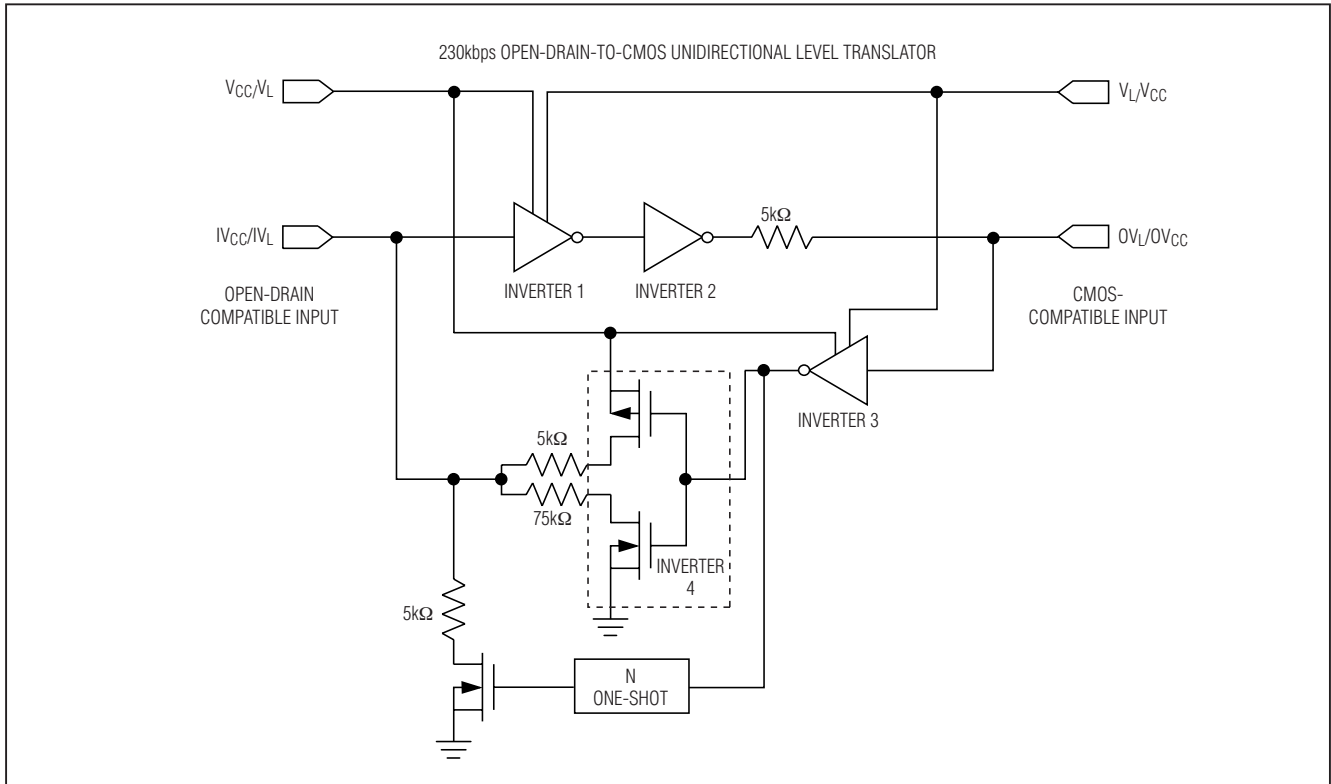 230kbps OPEN-DRAIN-TO-CMOS UNIDIRECTIONAL LEVEL TRANSLATOR
VCC/VL
VL/VCC
IVCC/IVL
5kΩ
OVL/OVCC
INVERTER 1
INVERTER 2
OPEN-DRAIN
COMPATIBLE INPUT
CMOS-
COMPATIBLE INPUT
INVERTER 3
5kΩ
75kΩ
INVERTER
4
5kΩ
N
ONE-SHOT